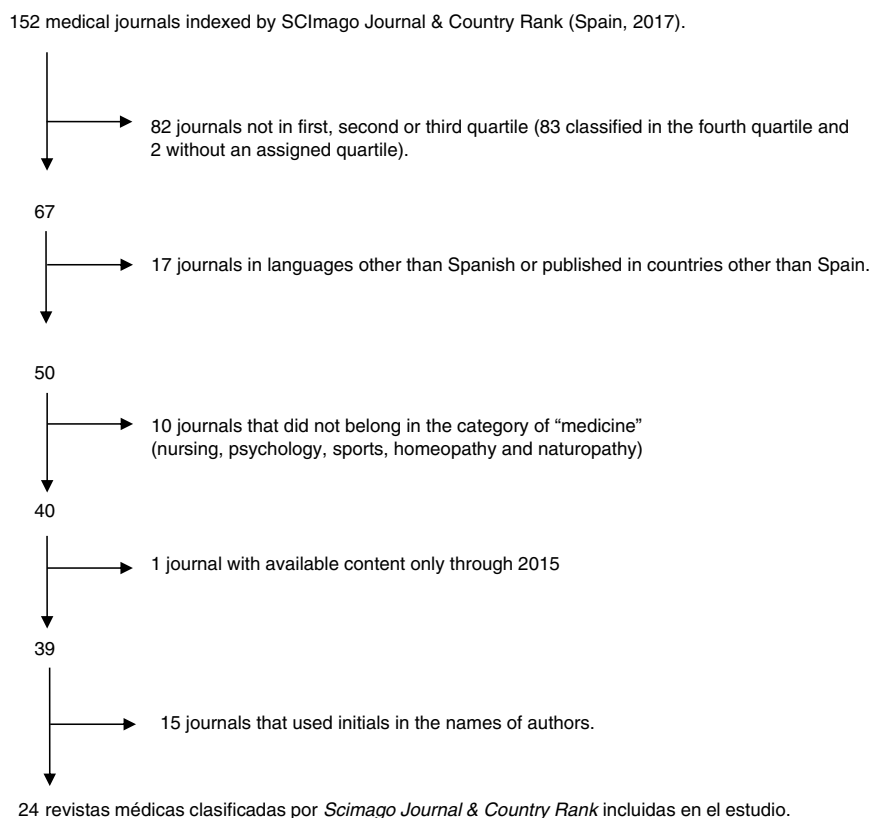 152 medical journals indexed by SCImago Journal & Country Rank (Spain, 2017).
82 journals not in first, second or third quartile (83 classified in the fourth quartile and
2 without an assigned quartile).
67
17 journals in languages other than Spanish or published in countries other than Spain.
50
10 journals that did not belong in the category of “medicine”
(nursing, psychology, sports, homeopathy and naturopathy)
40
1 journal with available content only through 2015
39
15 journals that used initials in the names of authors.
24 revistas médicas clasificadas por Scimago Journal & Country Rank incluidas en el estudio.